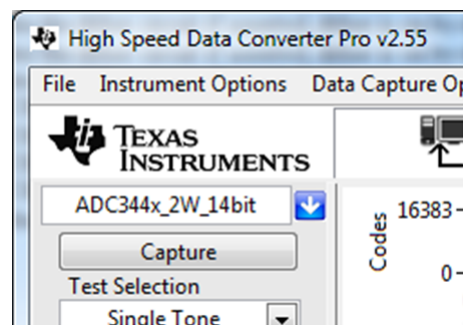 High Speed Data Converter Pro v2.55
File Instrument Options Data Capture Op
TEXAS
INSTRUMENTS
ADC344x_2W_14bit
16383
Capture
Codes
0
Test Selection
Single Tone